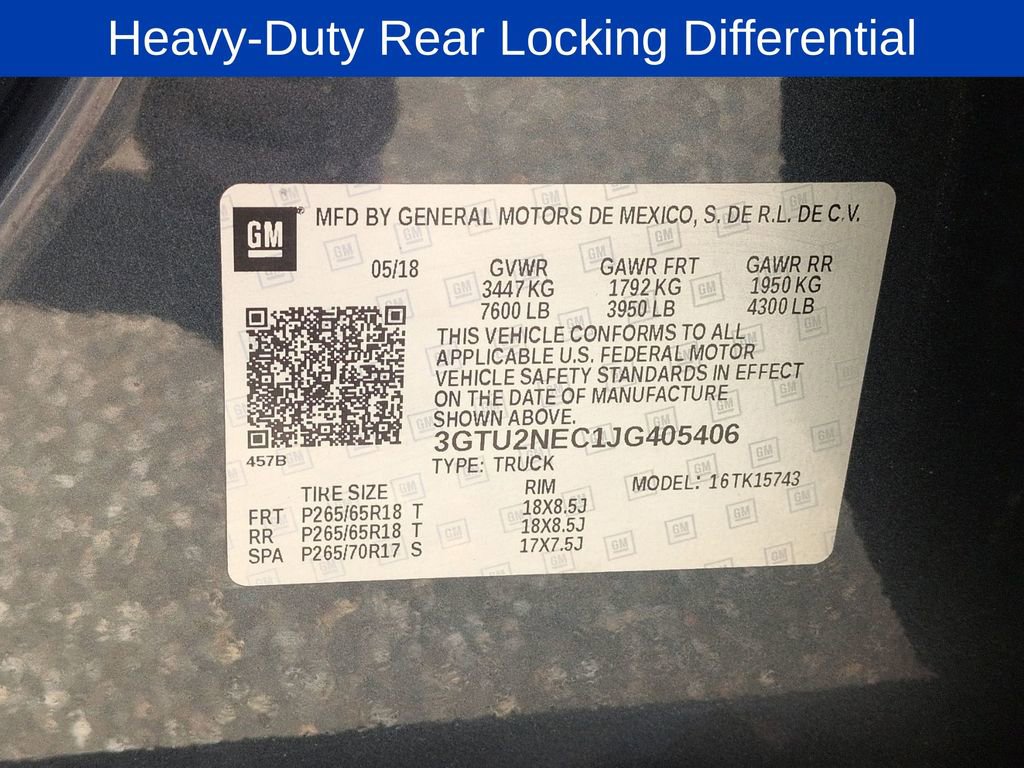 Heavy-Duty Rear Locking Differential
GM ® MFD BY GENERAL MOTORS DE MEXICO, S. DE R.L. DE C.V.
05/18 GVWR GAWR FRT GAWR RR
3447 KG 1792 KG 1950 KG
7600 LB 3950 LB 4300 LB
THIS VEHICLE CONFORMS TO ALL
APPLICABLE U.S. FEDERAL MOTOR
VEHICLE SAFETY STANDARDS IN EFFECT
ON THE DATE OF MANUFACTURE
SHOWN ABOVE.
3GTU2NEC1JG405406
457B
TYPE: TRUCK MODEL: 16TK15743
TIRE SIZE RIM
FRT P265/65R18 T 18X8.5J
RR P265/65R18 T 18X8.5J
SPA P265/70R17 S 17X7.5J